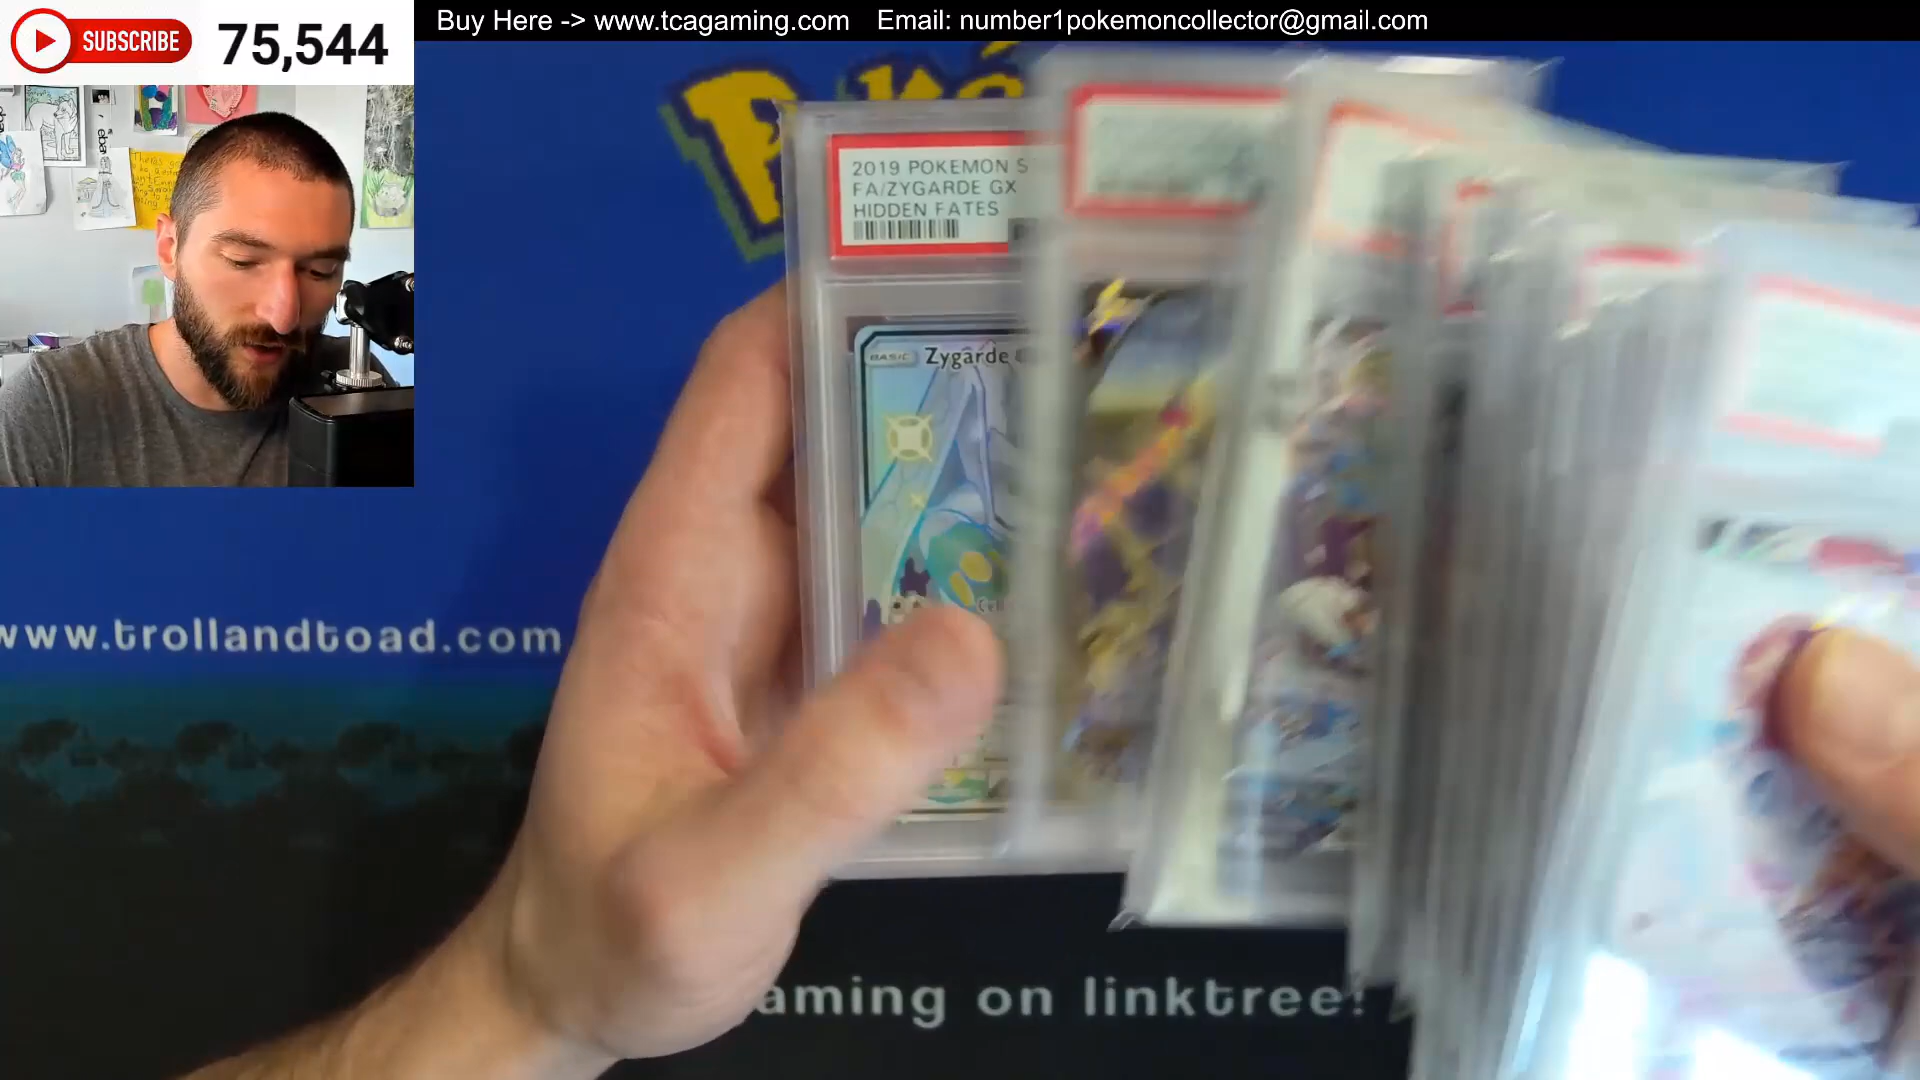 SUBSCRIBE 75,544
Buy Here -> www.tcagaming.com Email: number1pokemoncollector@gmail.com
2019 POKEMON S
FA/ZYGARDE GX
HIDDEN FATES
BASIC Zygarde
www.trollandtoad.com
aming on linktree!